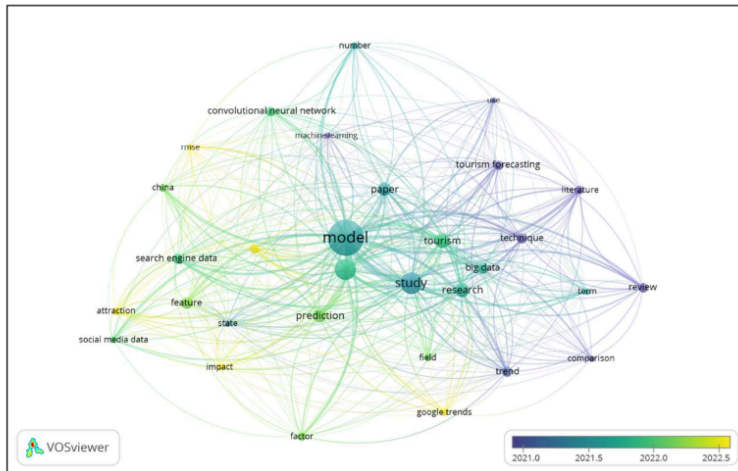 number
convolutional neural network
use
machine learning
rmse
tourism forecasting
china
paper
literature
model
tourism
technique
search engine data
big data
study
research
term
review
feature
attraction
prediction
state
social media data
field
comparison
impact
trend
google trends
factor
VOSviewer
2021.0 2021.5 2022.0 2022.5